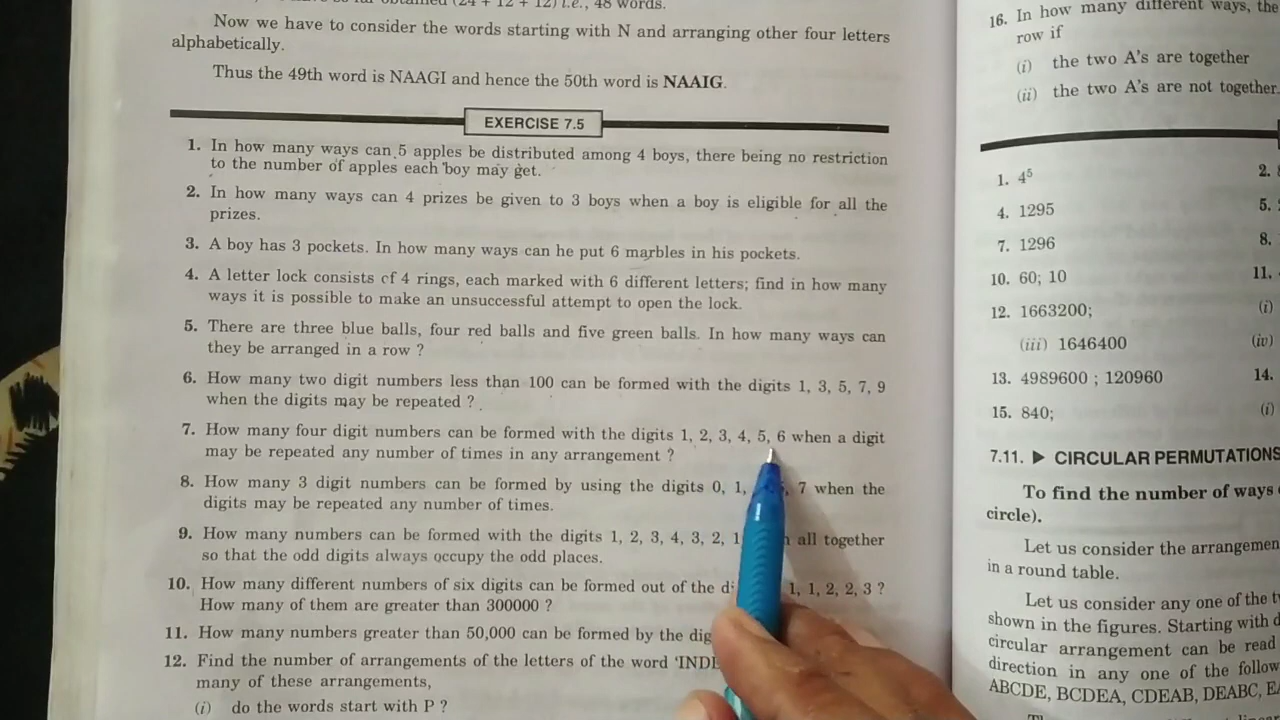 (24 + 12 + 12) i.e., 48 words.
Now we have to consider the words starting with N and arranging other four letters
alphabetically.
Thus the 49th word is NAAGI and hence the 50th word is NAAIG.
EXERCISE 7.5
1. In how many ways can 5 apples be distributed among 4 boys, there being no restriction
to the number of apples each boy may get.
2. In how many ways can 4 prizes be given to 3 boys when a boy is eligible for all the
prizes.
3. A boy has 3 pockets. In how many ways can he put 6 marbles in his pockets.
4. A letter lock consists of 4 rings, each marked with 6 different letters; find in how many
ways it is possible to make an unsuccessful attempt to open the lock.
5. There are three blue balls, four red balls and five green balls. In how many ways can
they be arranged in a row ?
6. How many two digit numbers less than 100 can be formed with the digits 1, 3, 5, 7, 9
when the digits may be repeated ?
7. How many four digit numbers can be formed with the digits 1, 2, 3, 4, 5, 6 when a digit
may be repeated any number of times in any arrangement ?
8. How many 3 digit numbers can be formed by using the digits 0, 1, , 7 when the
digits may be repeated any number of times.
9. How many numbers can be formed with the digits 1, 2, 3, 4, 3, 2, 1 all together
so that the odd digits always occupy the odd places.
10. How many different numbers of six digits can be formed out of the 1, 1, 2, 2, 3 ?
How many of them are greater than 300000 ?
11. How many numbers greater than 50,000 can be formed by the
12. Find the number of arrangements of the letters of the word
many of these arrangements,
(i) do the words start with P ?
16. In how many different ways, the
row if
(i) the two A's are together
(ii) the two A's are not together.
1. 4⁵
2.
4. 1295
5.
7. 1296
8.
10. 60; 10
11.
12. 1663200;
(i)
(iii) 1646400
(iv)
13. 4989600 ; 120960
14.
15. 840;
(i)
7.11. ▶ CIRCULAR PERMUTATIONS
To find the number of ways
circle).
Let us consider the arrangemen
in a round table.
Let us consider any one of the
shown in the figures. Starting with
circular arrangement can be read
direction in any one of the follow
ABCDE, BCDEA, CDEAB, DEABC,